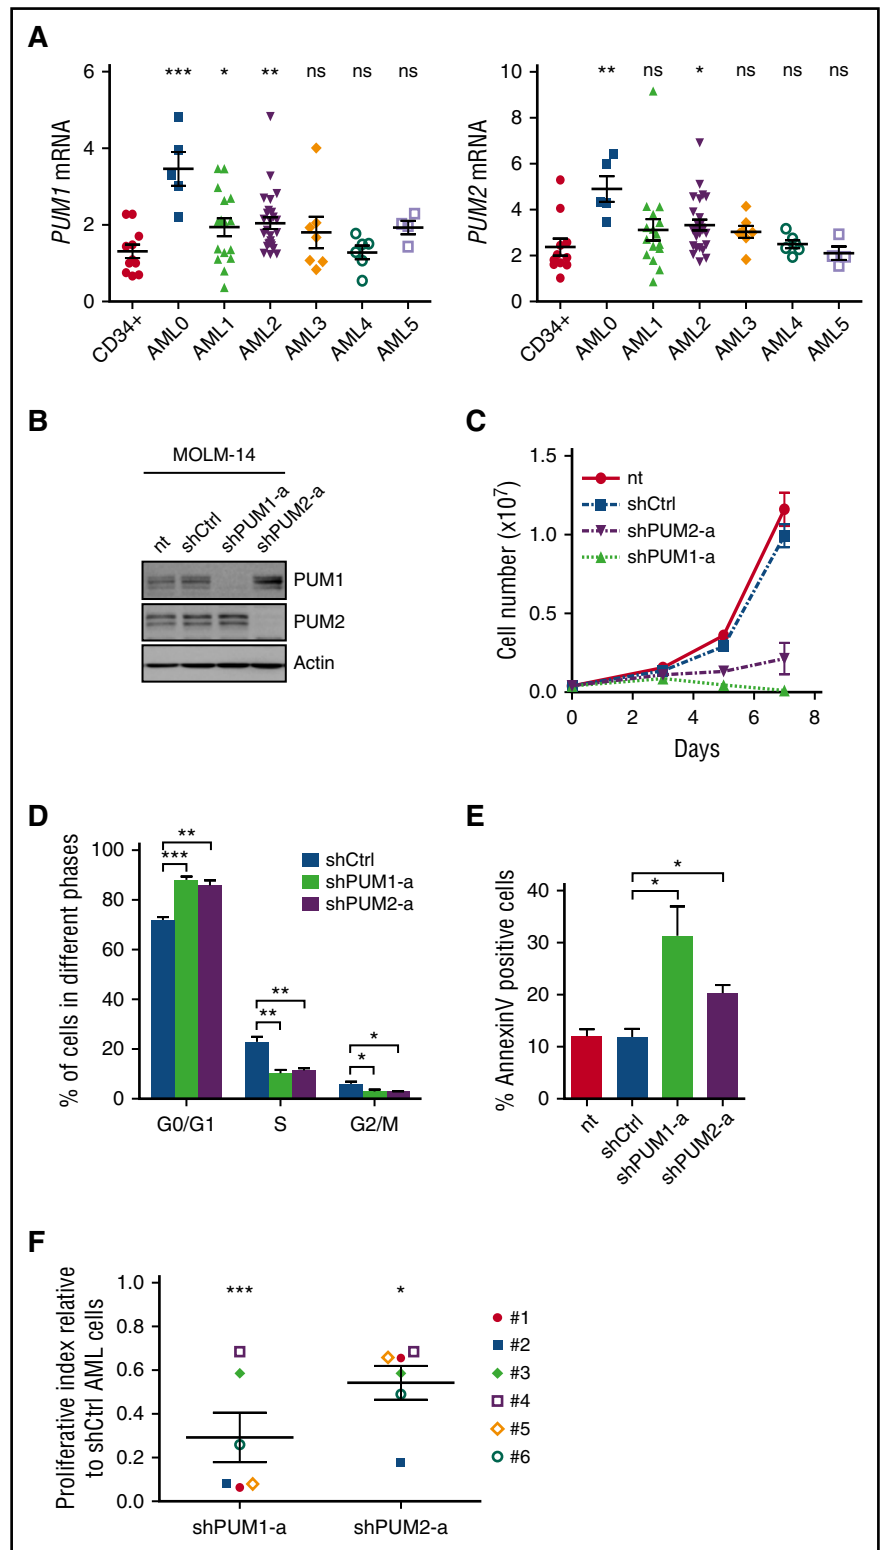 A
PUM1 mRNA
6
4
2
0
*** * ** ns ns ns
CD34+ AML0 AML1 AML2 AML3 AML4 AML5
PUM2 mRNA
10
8
6
4
2
0
** ns * ns ns ns
CD34+ AML0 AML1 AML2 AML3 AML4 AML5
B
MOLM-14
nt shCtrl shPUM1-a shPUM2-a
PUM1
PUM2
Actin
C
Cell number (x10⁷)
1.5
1.0
0.5
0.0
nt
shCtrl
shPUM2-a
shPUM1-a
0 2 4 6 8
Days
D
% of cells in different phases
100
80
60
40
20
0
**
***
**
**
*
*
shCtrl
shPUM1-a
shPUM2-a
G0/G1 S G2/M
E
% AnnexinV positive cells
40
30
20
10
0
*
*
nt shCtrl shPUM1-a shPUM2-a
F
Proliferative index relative
to shCtrl AML cells
1.0
0.8
0.6
0.4
0.2
0.0
*** *
shPUM1-a shPUM2-a
#1
#2
#3
#4
#5
#6